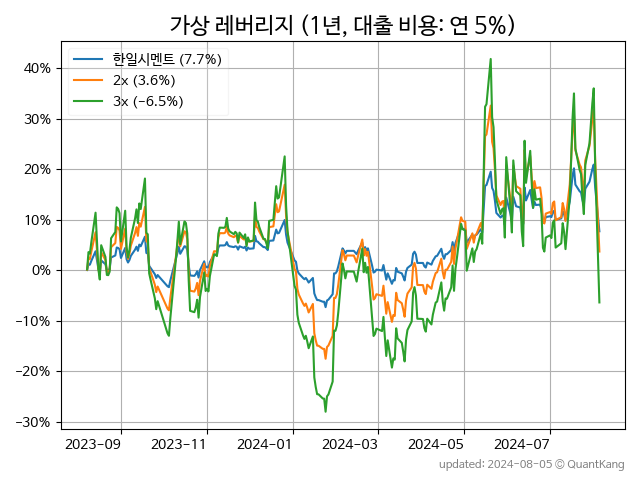 가상 레버리지 (1년, 대출 비용: 연 5%)
한일시멘트 (7.7%)
2x (3.6%)
3x (−6.5%)
40%
30%
20%
10%
0%
−10%
−20%
−30%
2023-09
2023-11
2024-01
2024-03
2024-05
2024-07
updated: 2024-08-05 © QuantKang